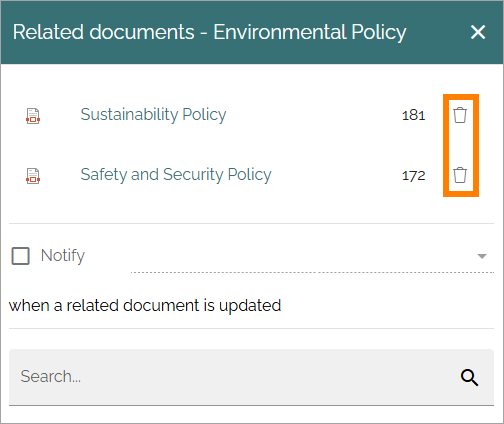 Related documents - Environmental Policy
Sustainability Policy 181
Safety and Security Policy 172
Notify
when a related document is updated
Search...